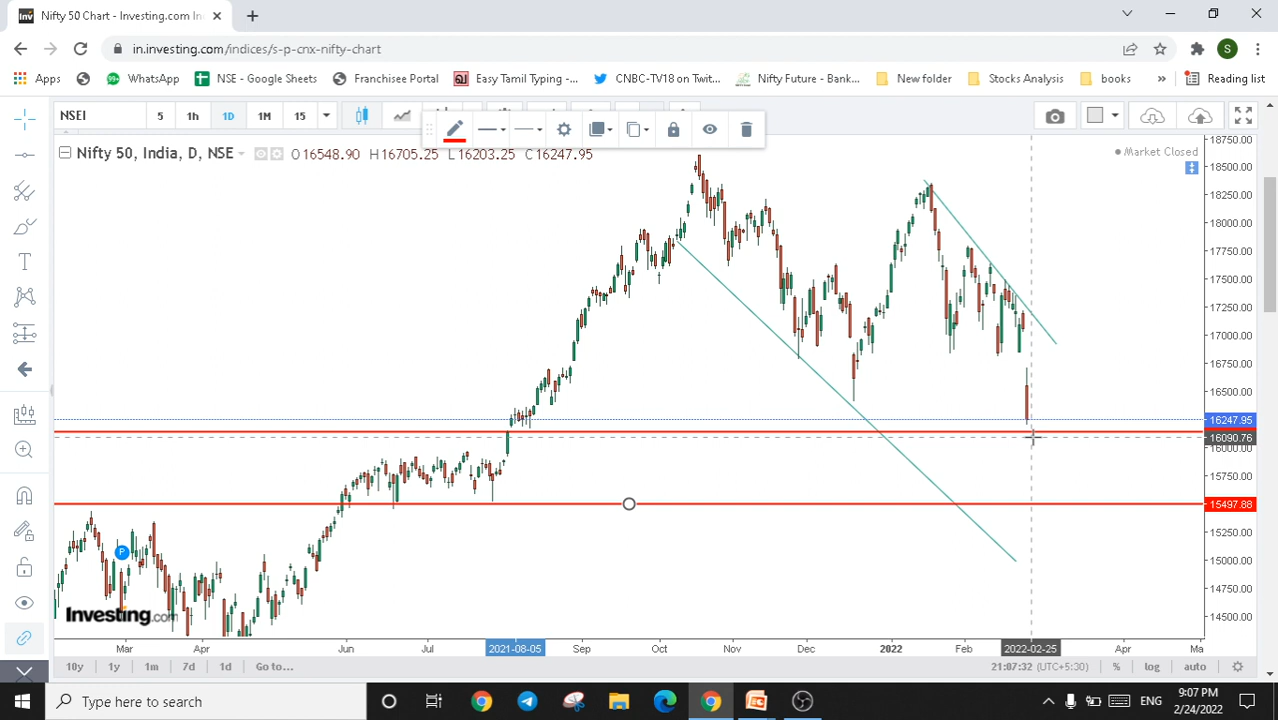 Nifty 50 Chart - Investing.com In
in.investing.com/indices/s-p-cnx-nifty-chart
S
Apps
WhatsApp
NSE - Google Sheets
Franchisee Portal
Easy Tamil Typing -...
CNBC-TV18 on Twit...
Nifty Future - Bank...
New folder
Stocks Analysis
books
»
Reading list
NSEI
5
1h
1D
1M
15
Nifty 50, India, D, NSE
O16548.90 H16705.25 L16203.25 C16247.95
Market Closed
18750.00
18500.00
18250.00
18000.00
17750.00
17500.00
17250.00
17000.00
16750.00
16500.00
16247.95
16090.76
16000.00
15750.00
15497.88
15250.00
15000.00
14750.00
14500.00
P
Investing.com
Mar
Apr
Jun
Jul
2021-08-05
Sep
Oct
Nov
Dec
2022
Feb
2022-02-25
Apr
Ma
10y
1y
1m
7d
1d
Go to...
21:07:32 (UTC+5:30)
%
log
auto
Type here to search
ENG
9:07 PM
2/24/2022